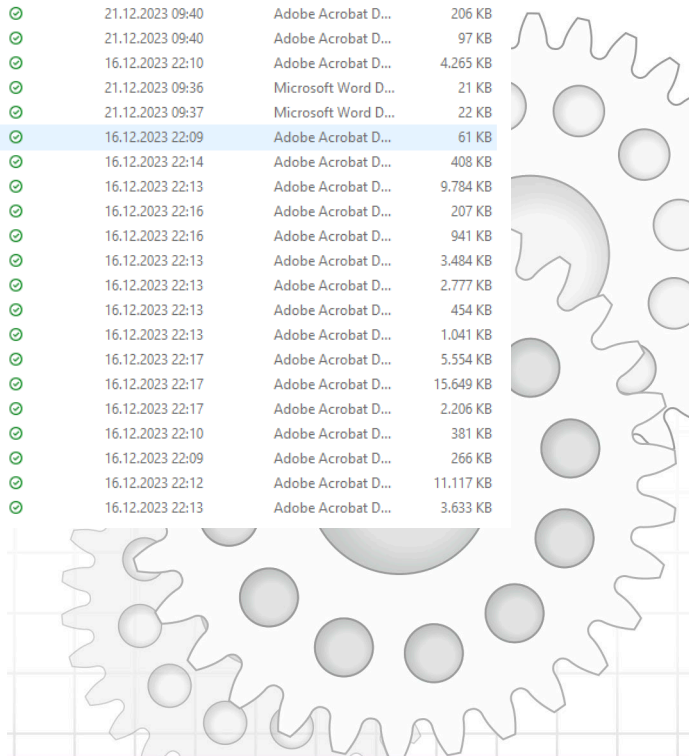 21.12.2023 09:40 Adobe Acrobat D... 206 KB
21.12.2023 09:40 Adobe Acrobat D... 97 KB
16.12.2023 22:10 Adobe Acrobat D... 4.265 KB
21.12.2023 09:36 Microsoft Word D... 21 KB
21.12.2023 09:37 Microsoft Word D... 22 KB
16.12.2023 22:09 Adobe Acrobat D... 61 KB
16.12.2023 22:14 Adobe Acrobat D... 408 KB
16.12.2023 22:13 Adobe Acrobat D... 9.784 KB
16.12.2023 22:16 Adobe Acrobat D... 207 KB
16.12.2023 22:16 Adobe Acrobat D... 941 KB
16.12.2023 22:13 Adobe Acrobat D... 3.484 KB
16.12.2023 22:13 Adobe Acrobat D... 2.777 KB
16.12.2023 22:13 Adobe Acrobat D... 454 KB
16.12.2023 22:13 Adobe Acrobat D... 1.041 KB
16.12.2023 22:17 Adobe Acrobat D... 5.554 KB
16.12.2023 22:17 Adobe Acrobat D... 15.649 KB
16.12.2023 22:17 Adobe Acrobat D... 2.206 KB
16.12.2023 22:10 Adobe Acrobat D... 381 KB
16.12.2023 22:09 Adobe Acrobat D... 266 KB
16.12.2023 22:12 Adobe Acrobat D... 11.117 KB
16.12.2023 22:13 Adobe Acrobat D... 3.633 KB